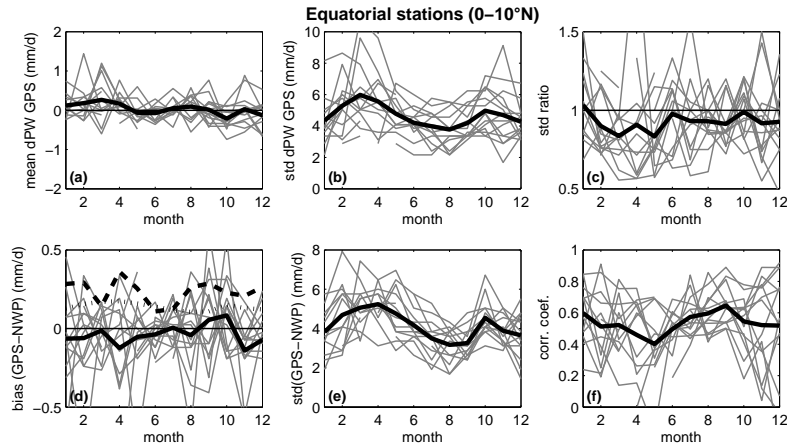 Equatorial stations (0−10°N)
mean dPW GPS (mm/d)
2
1
0
−1
−2
(a)
2 4 6 8 10 12
month
std dPW GPS (mm/d)
10
8
6
4
2
0
(b)
2 4 6 8 10 12
month
std ratio
1.5
1
0.5
(c)
2 4 6 8 10 12
month
bias (GPS−NWP) (mm/d)
0.5
0
−0.5
(d)
2 4 6 8 10 12
month
std(GPS−NWP) (mm/d)
8
6
4
2
0
(e)
2 4 6 8 10 12
month
corr. coef.
1
0.8
0.6
0.4
0.2
0
(f)
2 4 6 8 10 12
month